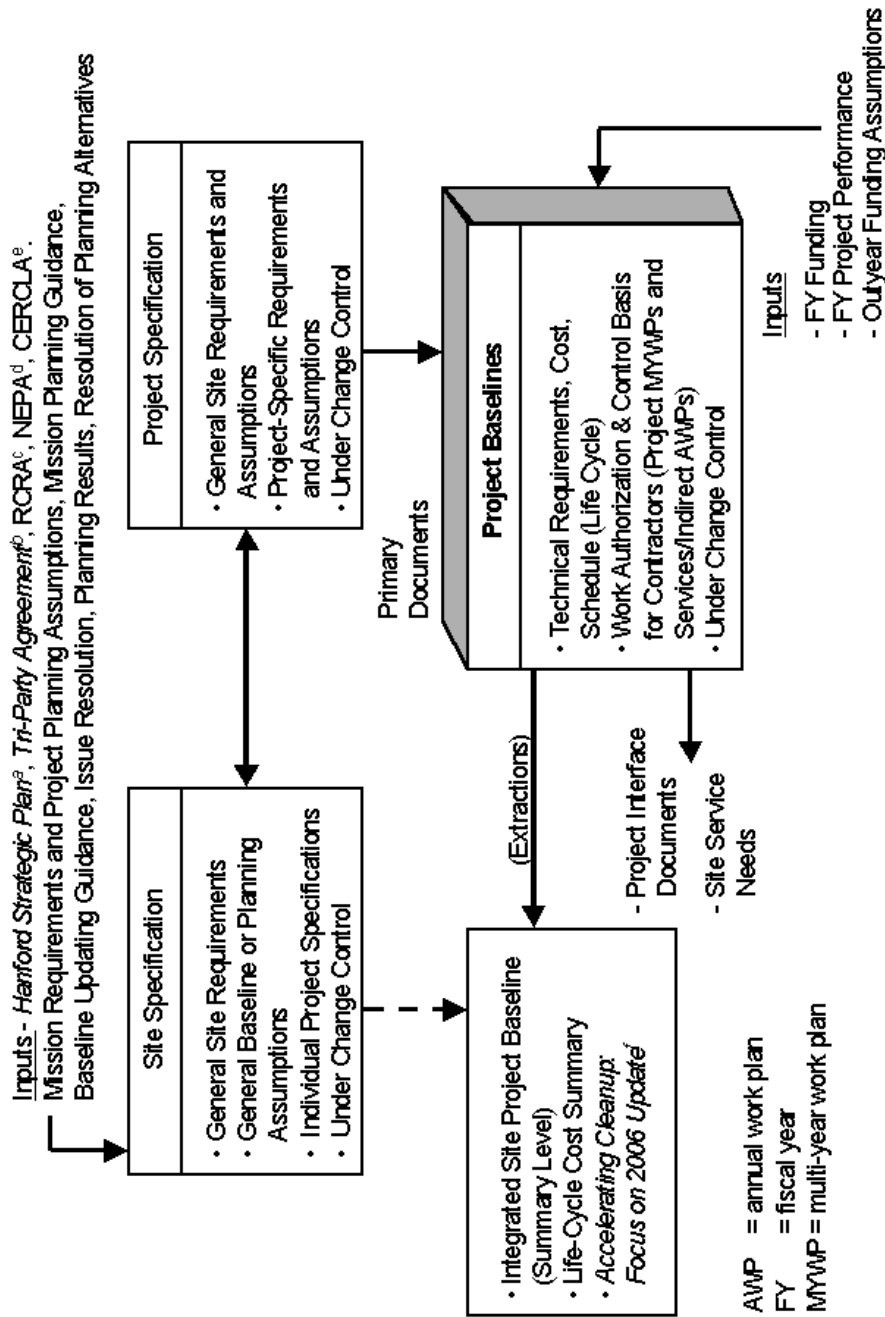 Inputs - Hanford Strategic Planᵃ, Tri-Party Agreementᵇ, RCRAᶜ, NEPAᵈ, CERCLAᵉ.
Mission Requirements and Project Planning Assumptions, Mission Planning Guidance,
Baseline Updating Guidance, Issue Resolution, Planning Results, Resolution of Planning Alternatives
Site Specification
· General Site Requirements
· General Baseline or Planning
Assumptions
· Individual Project Specifications
· Under Change Control
Project Specification
· General Site Requirements and
Assumptions
· Project-Specific Requirements
and Assumptions
· Under Change Control
Primary
Documents
Project Baselines
· Technical Requirements, Cost,
Schedule (Life Cycle)
· Work Authorization & Control Basis
for Contractors (Project MYWPs and
Services/Indirect AWPs)
· Under Change Control
(Extractions)
· Integrated Site Project Baseline
(Summary Level)
· Life-Cycle Cost Summary
· Accelerating Cleanup:
Focus on 2006 Updateᶠ
- Project Interface
Documents
- Site Service
Needs
Inputs
- FY Funding
- FY Project Performance
- Outyear Funding Assumptions
AWP = annual work plan
FY = fiscal year
MYWP = multi-year work plan